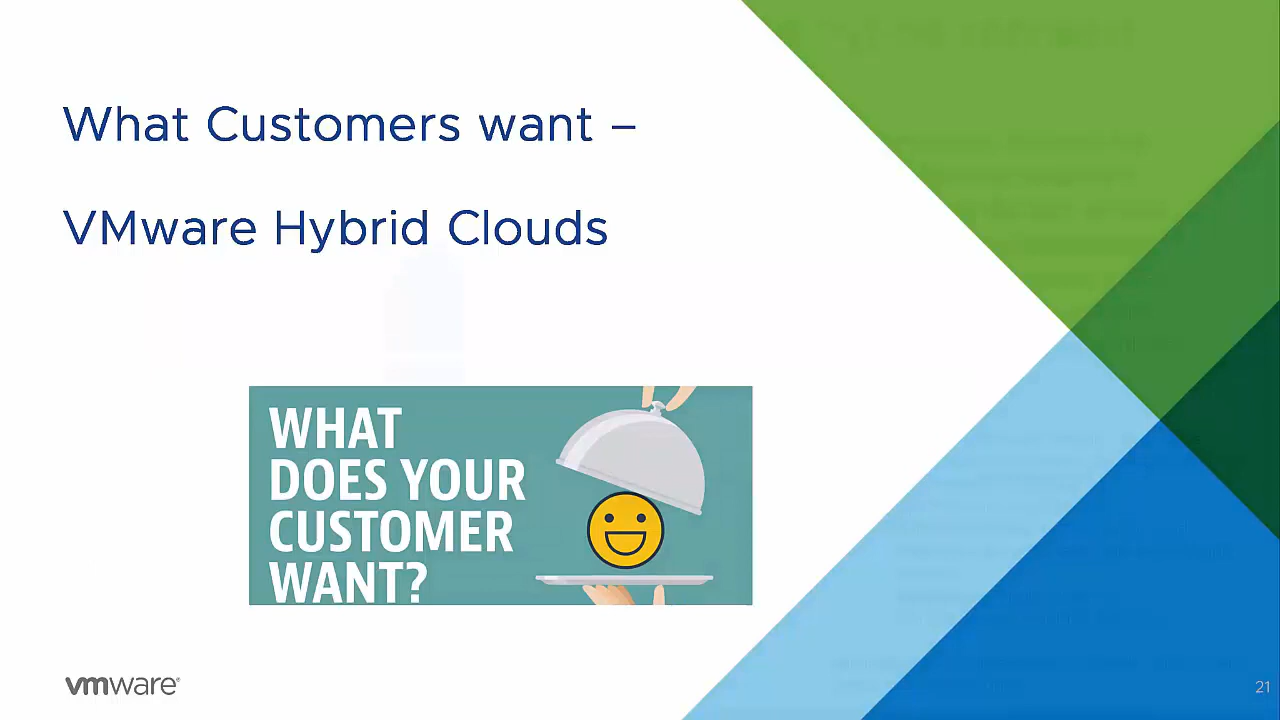 What Customers want –
VMware Hybrid Clouds
WHAT
DOES YOUR
CUSTOMER
WANT?
vmware®
21